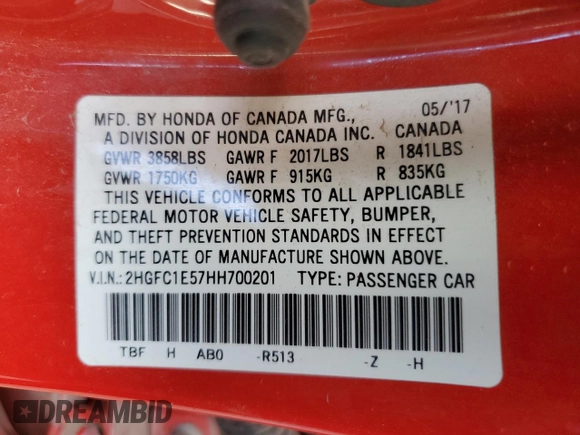 MFD. BY HONDA OF CANADA MFG., 05/'17
A DIVISION OF HONDA CANADA INC. CANADA
GVWR 3858LBS GAWR F 2017LBS R 1841LBS
GVWR 1750KG GAWR F 915KG R 835KG
THIS VEHICLE CONFORMS TO ALL APPLICABLE
FEDERAL MOTOR VEHICLE SAFETY, BUMPER,
AND THEFT PREVENTION STANDARDS IN EFFECT
ON THE DATE OF MANUFACTURE SHOWN ABOVE.
V.I.N.: 2HGFC1E57HH700201 TYPE: PASSENGER CAR
TBF H AB0 -R513 -Z -H
DREAMBID